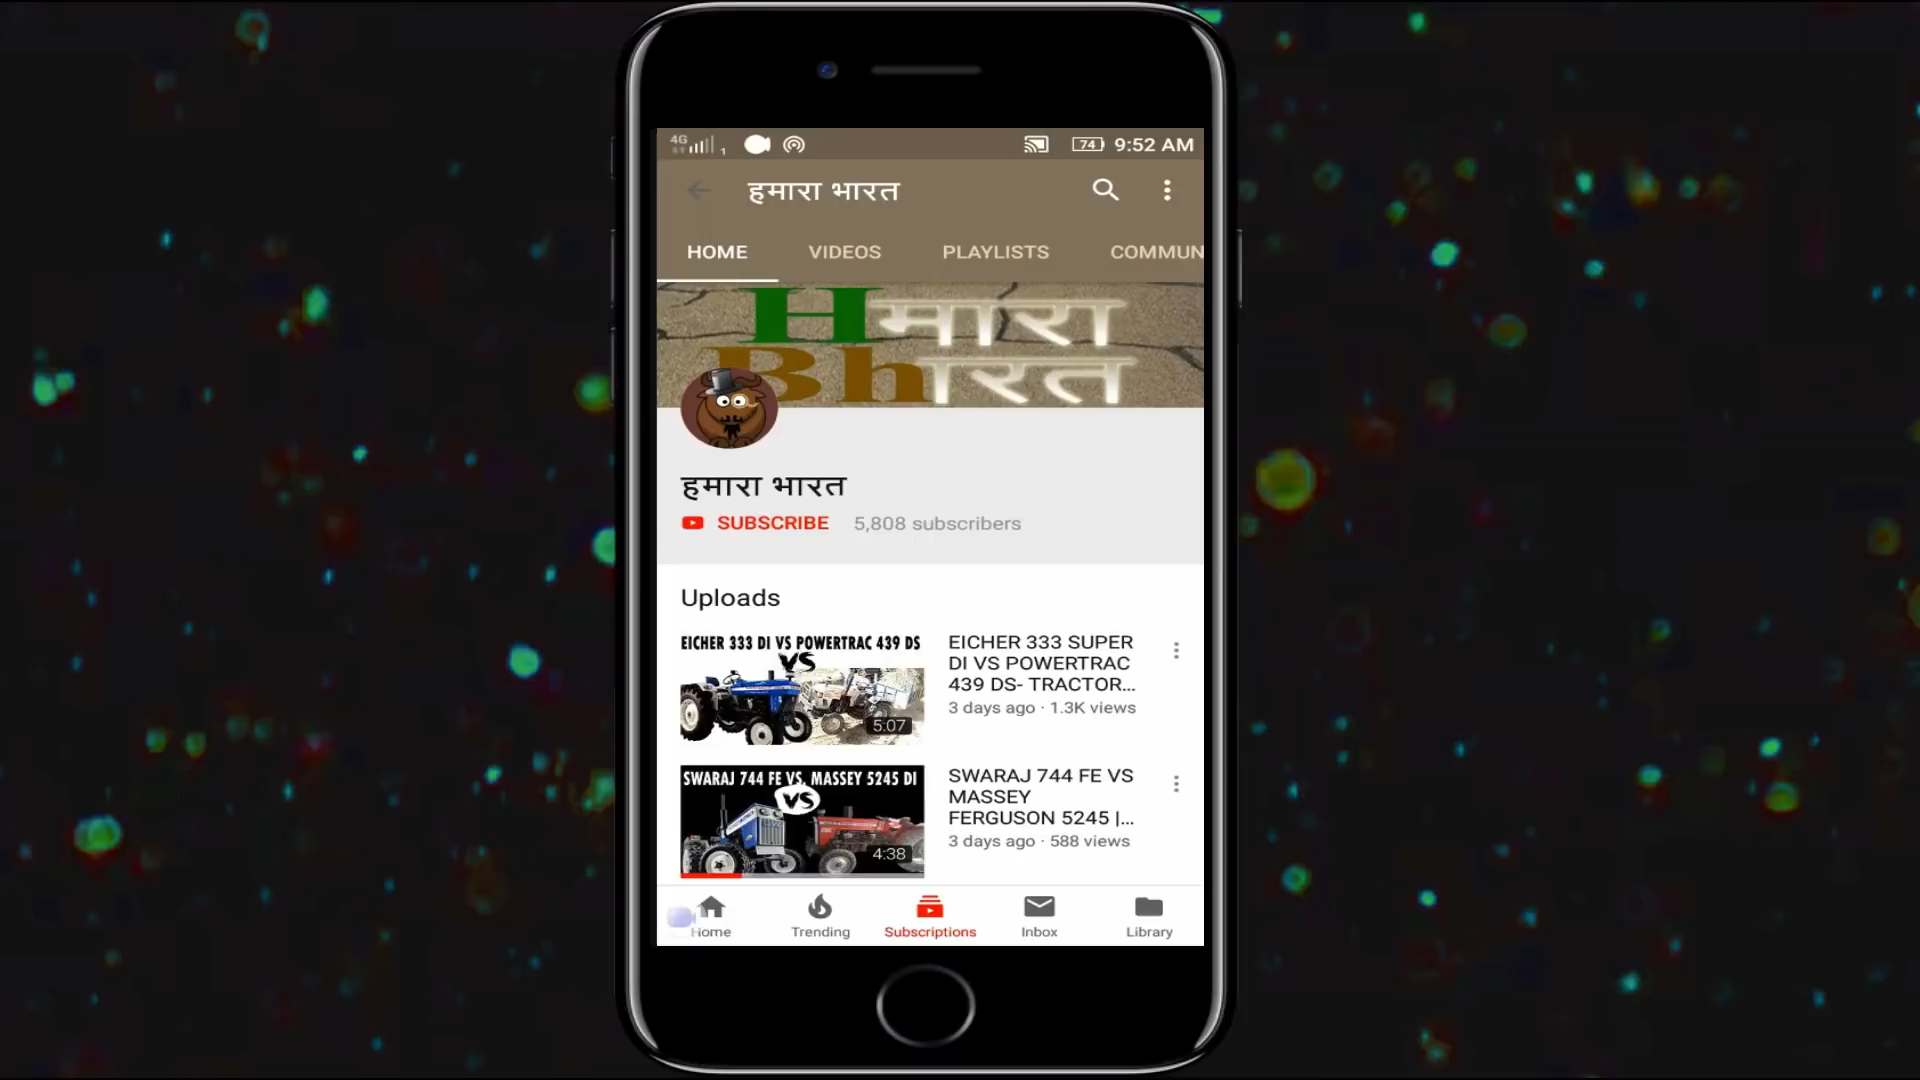 4G 1 74 9:52 AM
हमारा भारत
HOME VIDEOS PLAYLISTS COMMUN
Hमारा
Bhारत
हमारा भारत
SUBSCRIBE 5,808 subscribers
Uploads
EICHER 333 DI VS POWERTRAC 439 DS
VS
5:07
EICHER 333 SUPER
DI VS POWERTRAC
439 DS- TRACTOR...
3 days ago · 1.3K views
SWARAJ 744 FE VS. MASSEY 5245 DI
VS
4:38
SWARAJ 744 FE VS
MASSEY
FERGUSON 5245 |...
3 days ago · 588 views
Home Trending Subscriptions Inbox Library